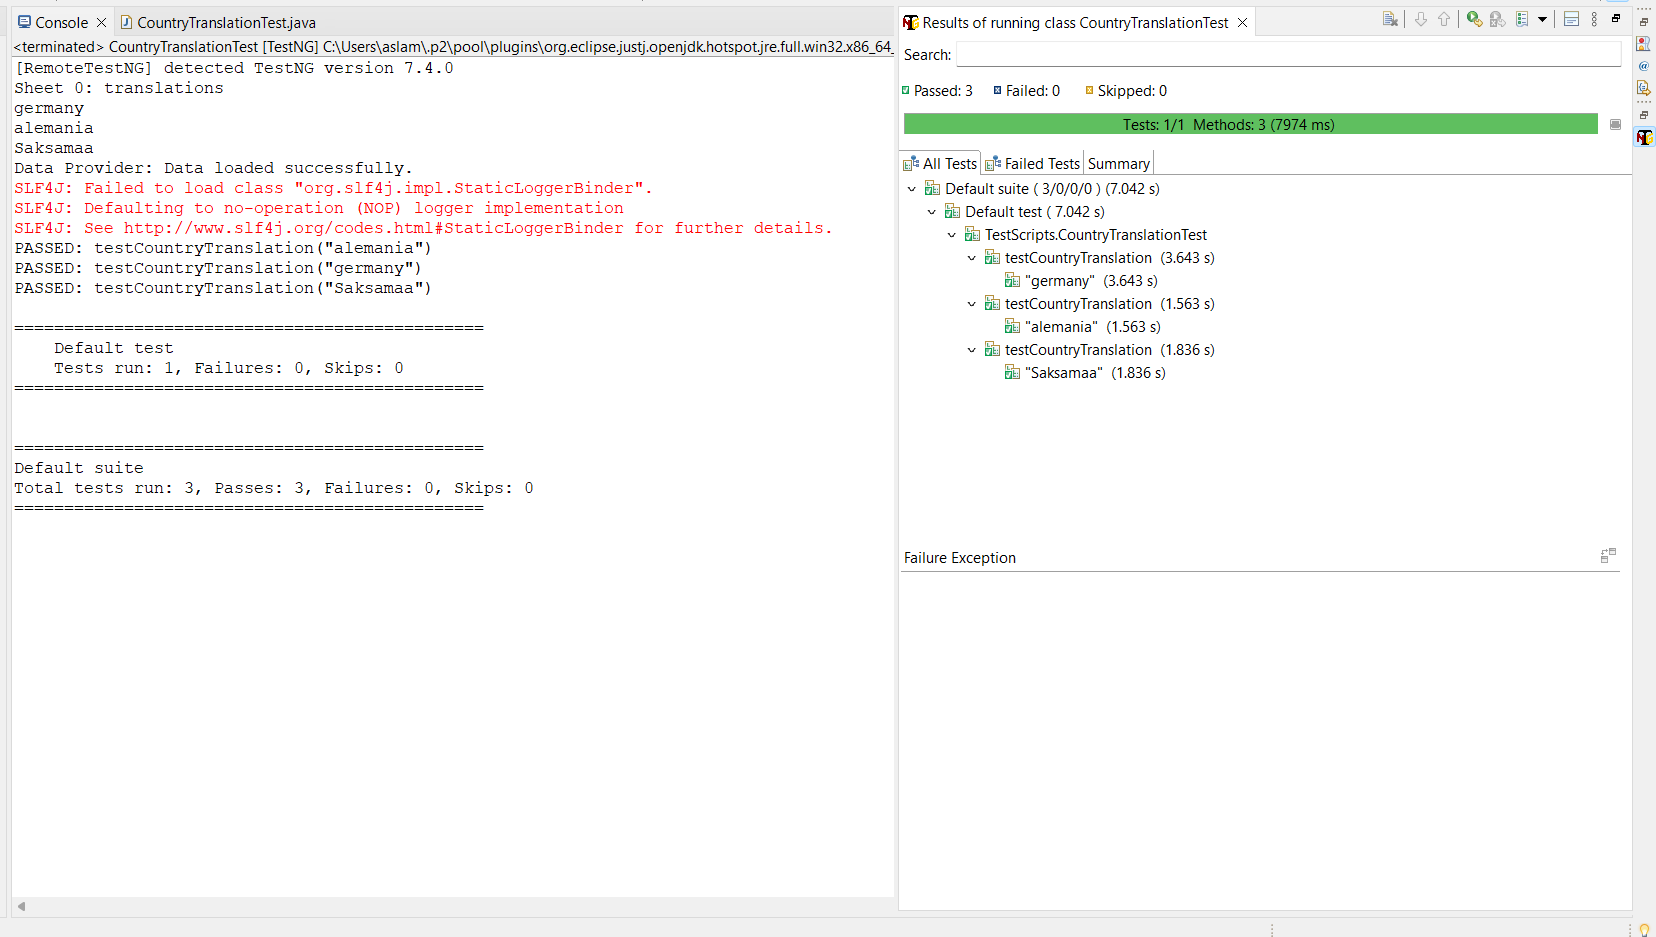 Console
CountryTranslationTest.java
<terminated> CountryTranslationTest [TestNG] C:\Users\aslam\.p2\pool\plugins\org.eclipse.justj.openjdk.hotspot.jre.full.win32.x86_64_
[RemoteTestNG] detected TestNG version 7.4.0
Sheet 0: translations
germany
alemania
Saksamaa
Data Provider: Data loaded successfully.
SLF4J: Failed to load class "org.slf4j.impl.StaticLoggerBinder".
SLF4J: Defaulting to no-operation (NOP) logger implementation
SLF4J: See http://www.slf4j.org/codes.html#StaticLoggerBinder for further details.
PASSED: testCountryTranslation("alemania")
PASSED: testCountryTranslation("germany")
PASSED: testCountryTranslation("Saksamaa")
===============================================
Default test
Tests run: 1, Failures: 0, Skips: 0
===============================================
===============================================
Default suite
Total tests run: 3, Passes: 3, Failures: 0, Skips: 0
===============================================
Results of running class CountryTranslationTest
Search:
Passed: 3 Failed: 0 Skipped: 0
Tests: 1/1 Methods: 3 (7974 ms)
All Tests Failed Tests Summary
Default suite ( 3/0/0/0 ) (7.042 s)
Default test ( 7.042 s)
TestScripts.CountryTranslationTest
testCountryTranslation (3.643 s)
"germany" (3.643 s)
testCountryTranslation (1.563 s)
"alemania" (1.563 s)
testCountryTranslation (1.836 s)
"Saksamaa" (1.836 s)
Failure Exception